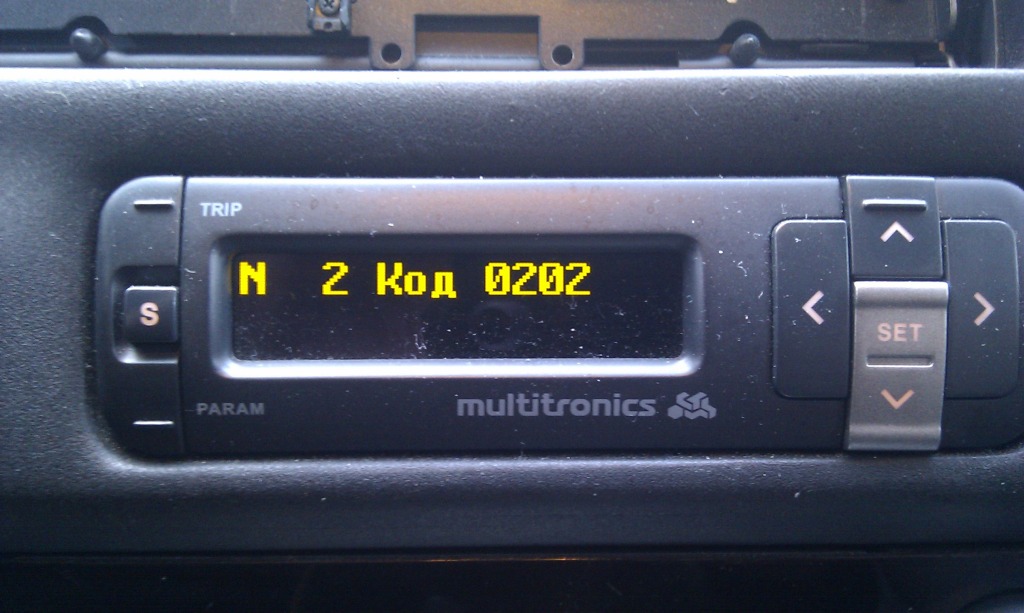 TRIP
N 2 Код 0202
S
SET
PARAM
multitronics